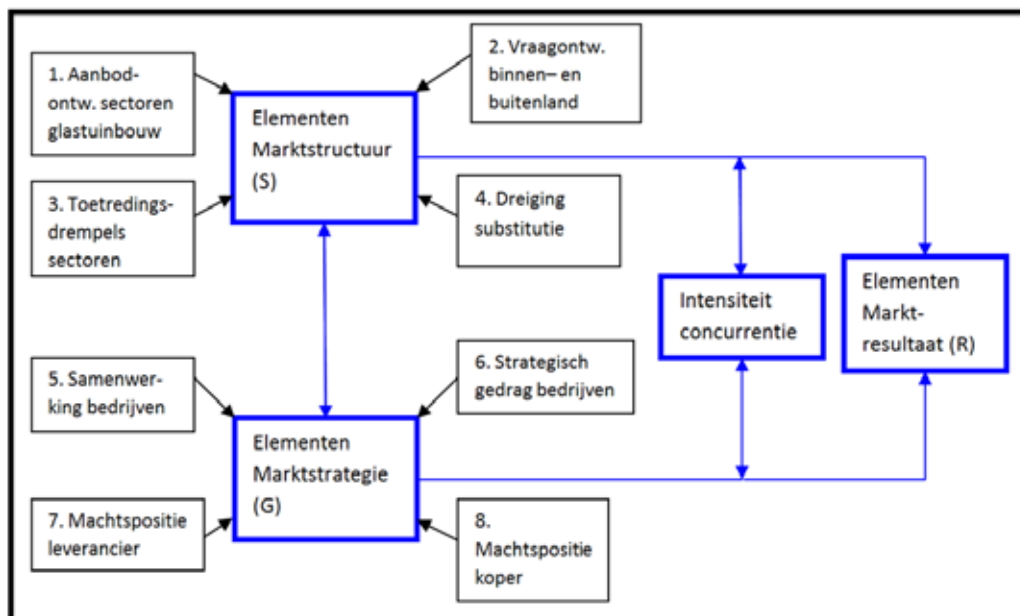 1. Aanbod-
ontw. sectoren
glastuinbouw
2. Vraagontw.
binnen– en
buitenland
Elementen
Marktstructuur
(S)
3. Toetredings-
drempels
sectoren
4. Dreiging
substitutie
Intensiteit
concurrentie
Elementen
Markt-
resultaat (R)
5. Samenwer-
king bedrijven
6. Strategisch
gedrag bedrijven
Elementen
Marktstrategie
(G)
7. Machtspositie
leverancier
8.
Machtspositie
koper